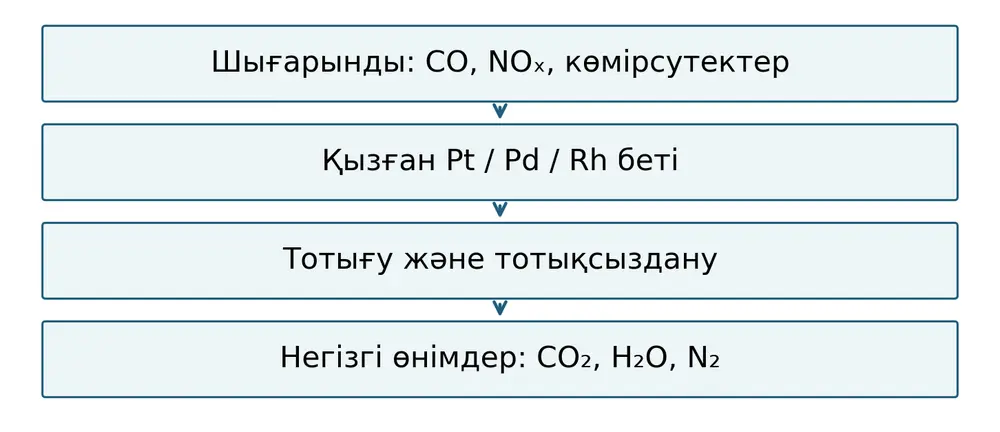 Шығарынды: CO, NOₓ, көмірсутектер
Қызған Pt / Pd / Rh беті
Тотығу және тотықсыздану
Негізгі өнімдер: CO₂, H₂O, N₂